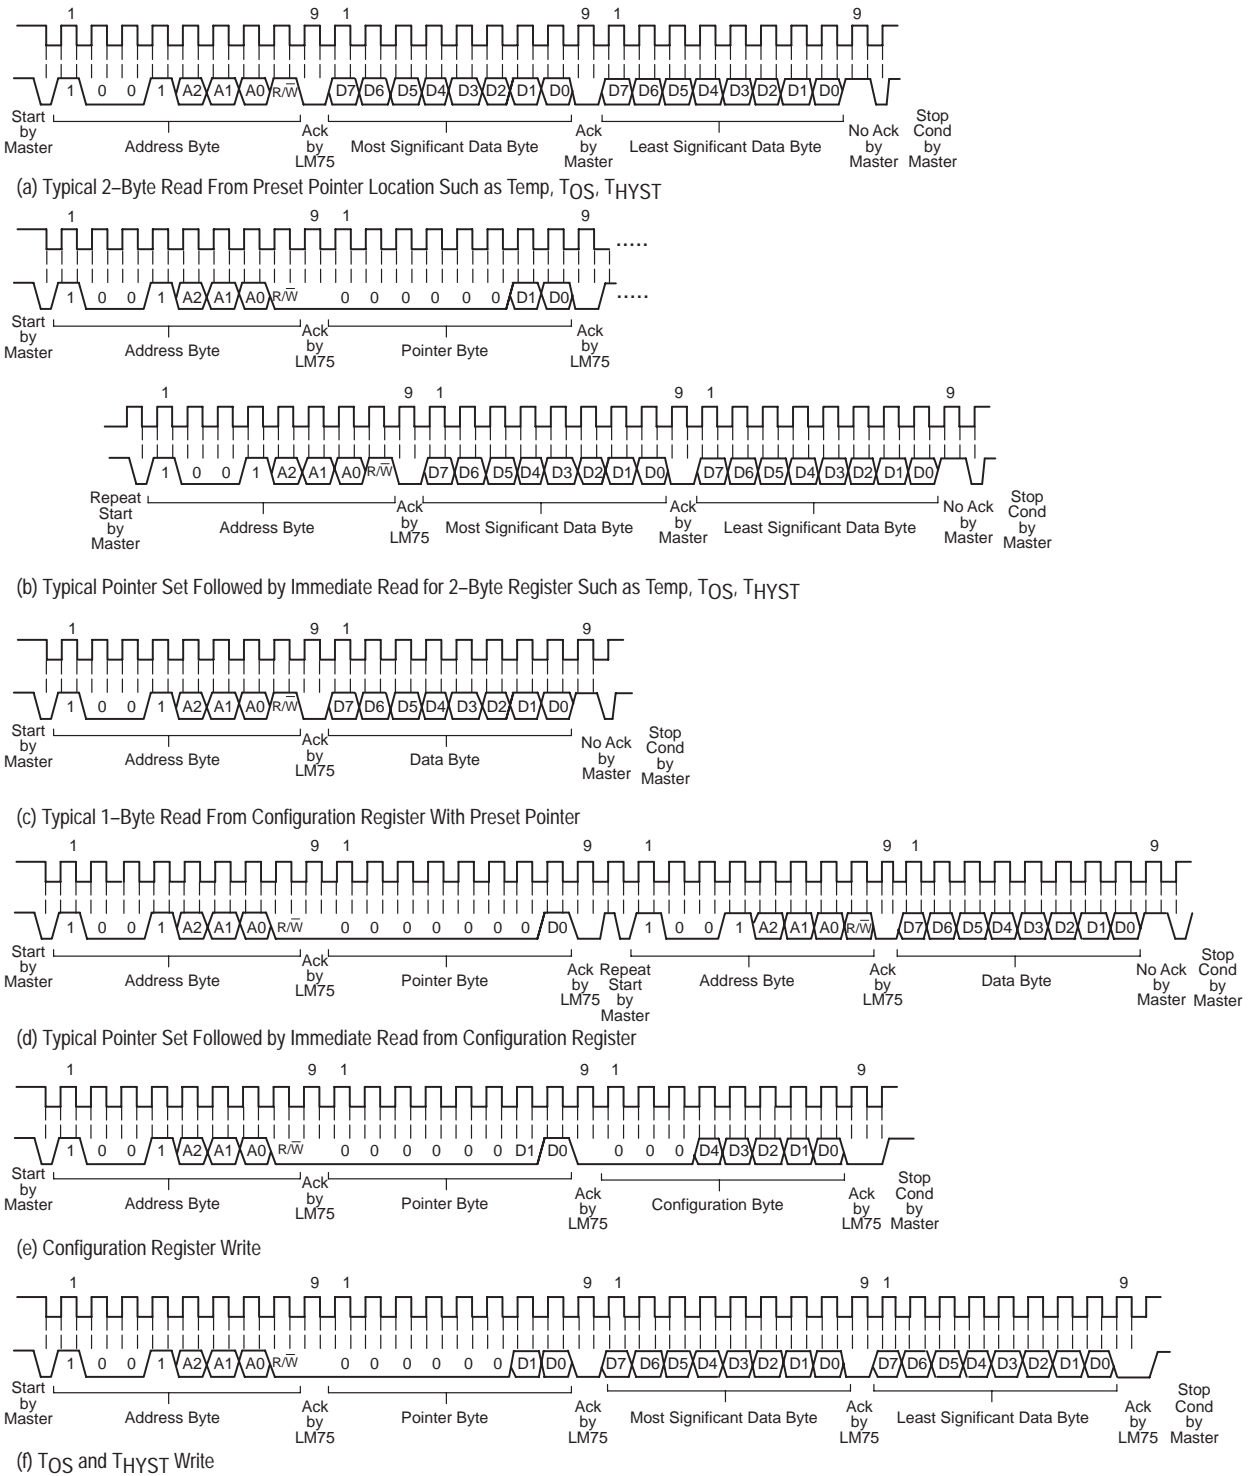 1 9 1 9 1 9
1 0 0 1 A2 A1 A0 R/W̅ D7 D6 D5 D4 D3 D2 D1 D0 D7 D6 D5 D4 D3 D2 D1 D0
Start by Master
Address Byte
Ack by LM75
Most Significant Data Byte
Ack by Master
Least Significant Data Byte
No Ack by Master
Stop Cond by Master
(a) Typical 2–Byte Read From Preset Pointer Location Such as Temp, TOS, THYST
1 9 1 9
.....
1 0 0 1 A2 A1 A0 R/W̅ 0 0 0 0 0 0 D1 D0
.....
Start by Master
Address Byte
Ack by LM75
Pointer Byte
Ack by LM75
1 9 1 9 1 9
1 0 0 1 A2 A1 A0 R/W̅ D7 D6 D5 D4 D3 D2 D1 D0 D7 D6 D5 D4 D3 D2 D1 D0
Repeat Start by Master
Address Byte
Ack by LM75
Most Significant Data Byte
Ack by Master
Least Significant Data Byte
No Ack by Master
Stop Cond by Master
(b) Typical Pointer Set Followed by Immediate Read for 2–Byte Register Such as Temp, TOS, THYST
1 9 1 9
1 0 0 1 A2 A1 A0 R/W̅ D7 D6 D5 D4 D3 D2 D1 D0
Start by Master
Address Byte
Ack by LM75
Data Byte
No Ack by Master
Stop Cond by Master
(c) Typical 1–Byte Read From Configuration Register With Preset Pointer
1 9 1 9 1 9 1 9
1 0 0 1 A2 A1 A0 R/W̅ 0 0 0 0 0 0 0 D0 1 0 0 1 A2 A1 A0 R/W̅ D7 D6 D5 D4 D3 D2 D1 D0
Start by Master
Address Byte
Ack by LM75
Pointer Byte
Ack by LM75
Repeat Start by Master
Address Byte
Ack by LM75
Data Byte
No Ack by Master
Stop Cond by Master
(d) Typical Pointer Set Followed by Immediate Read from Configuration Register
1 9 1 9 1 9
1 0 0 1 A2 A1 A0 R/W̅ 0 0 0 0 0 0 D1 D0 0 0 0 D4 D3 D2 D1 D0
Start by Master
Address Byte
Ack by LM75
Pointer Byte
Ack by LM75
Configuration Byte
Ack by LM75
Stop Cond by Master
(e) Configuration Register Write
1 9 1 9 1 9 1 9
1 0 0 1 A2 A1 A0 R/W̅ 0 0 0 0 0 0 D1 D0 D7 D6 D5 D4 D3 D2 D1 D0 D7 D6 D5 D4 D3 D2 D1 D0
Start by Master
Address Byte
Ack by LM75
Pointer Byte
Ack by LM75
Most Significant Data Byte
Ack by LM75
Least Significant Data Byte
Ack by LM75
Stop Cond by Master
(f) TOS and THYST Write